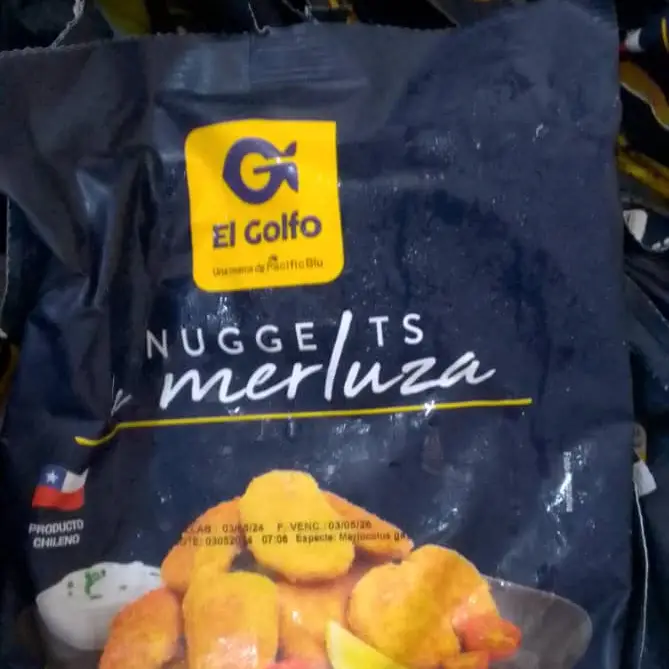 El Golfo
Una marca de Pacific Blu
NUGGETS
merluza
PRODUCTO
CHILENO
ELAB : 03/05/24 F. VENC.: 03/05/26
LOTE: 03052024 07:06 Especie: Merluccius ga